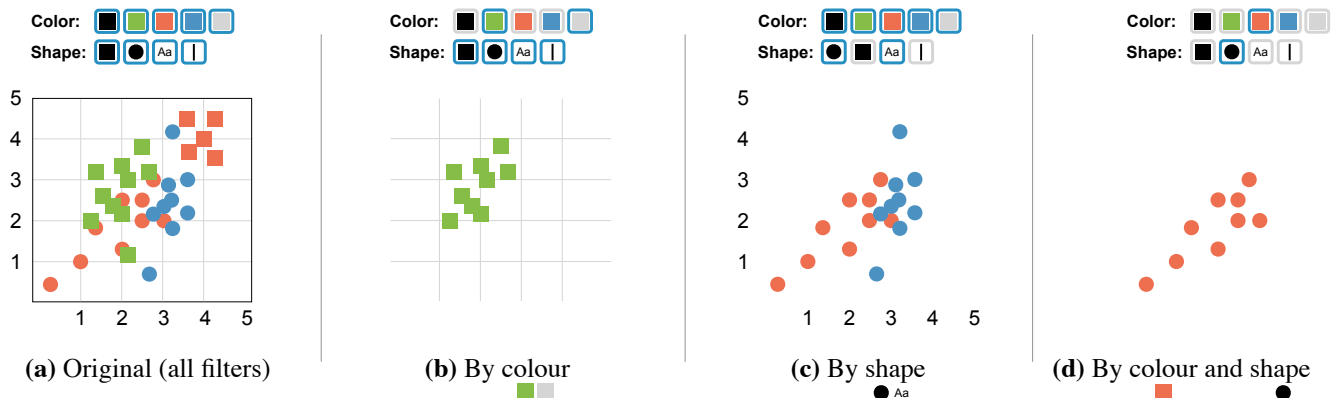 Color: Color: Color: Color:
Shape: Aa Shape: Aa Shape: Aa Shape: Aa
5 5
4 4
3 3
2 2
1 1
1 2 3 4 5 1 2 3 4 5
(a) Original (all filters) (b) By colour (c) By shape (d) By colour and shape
Aa